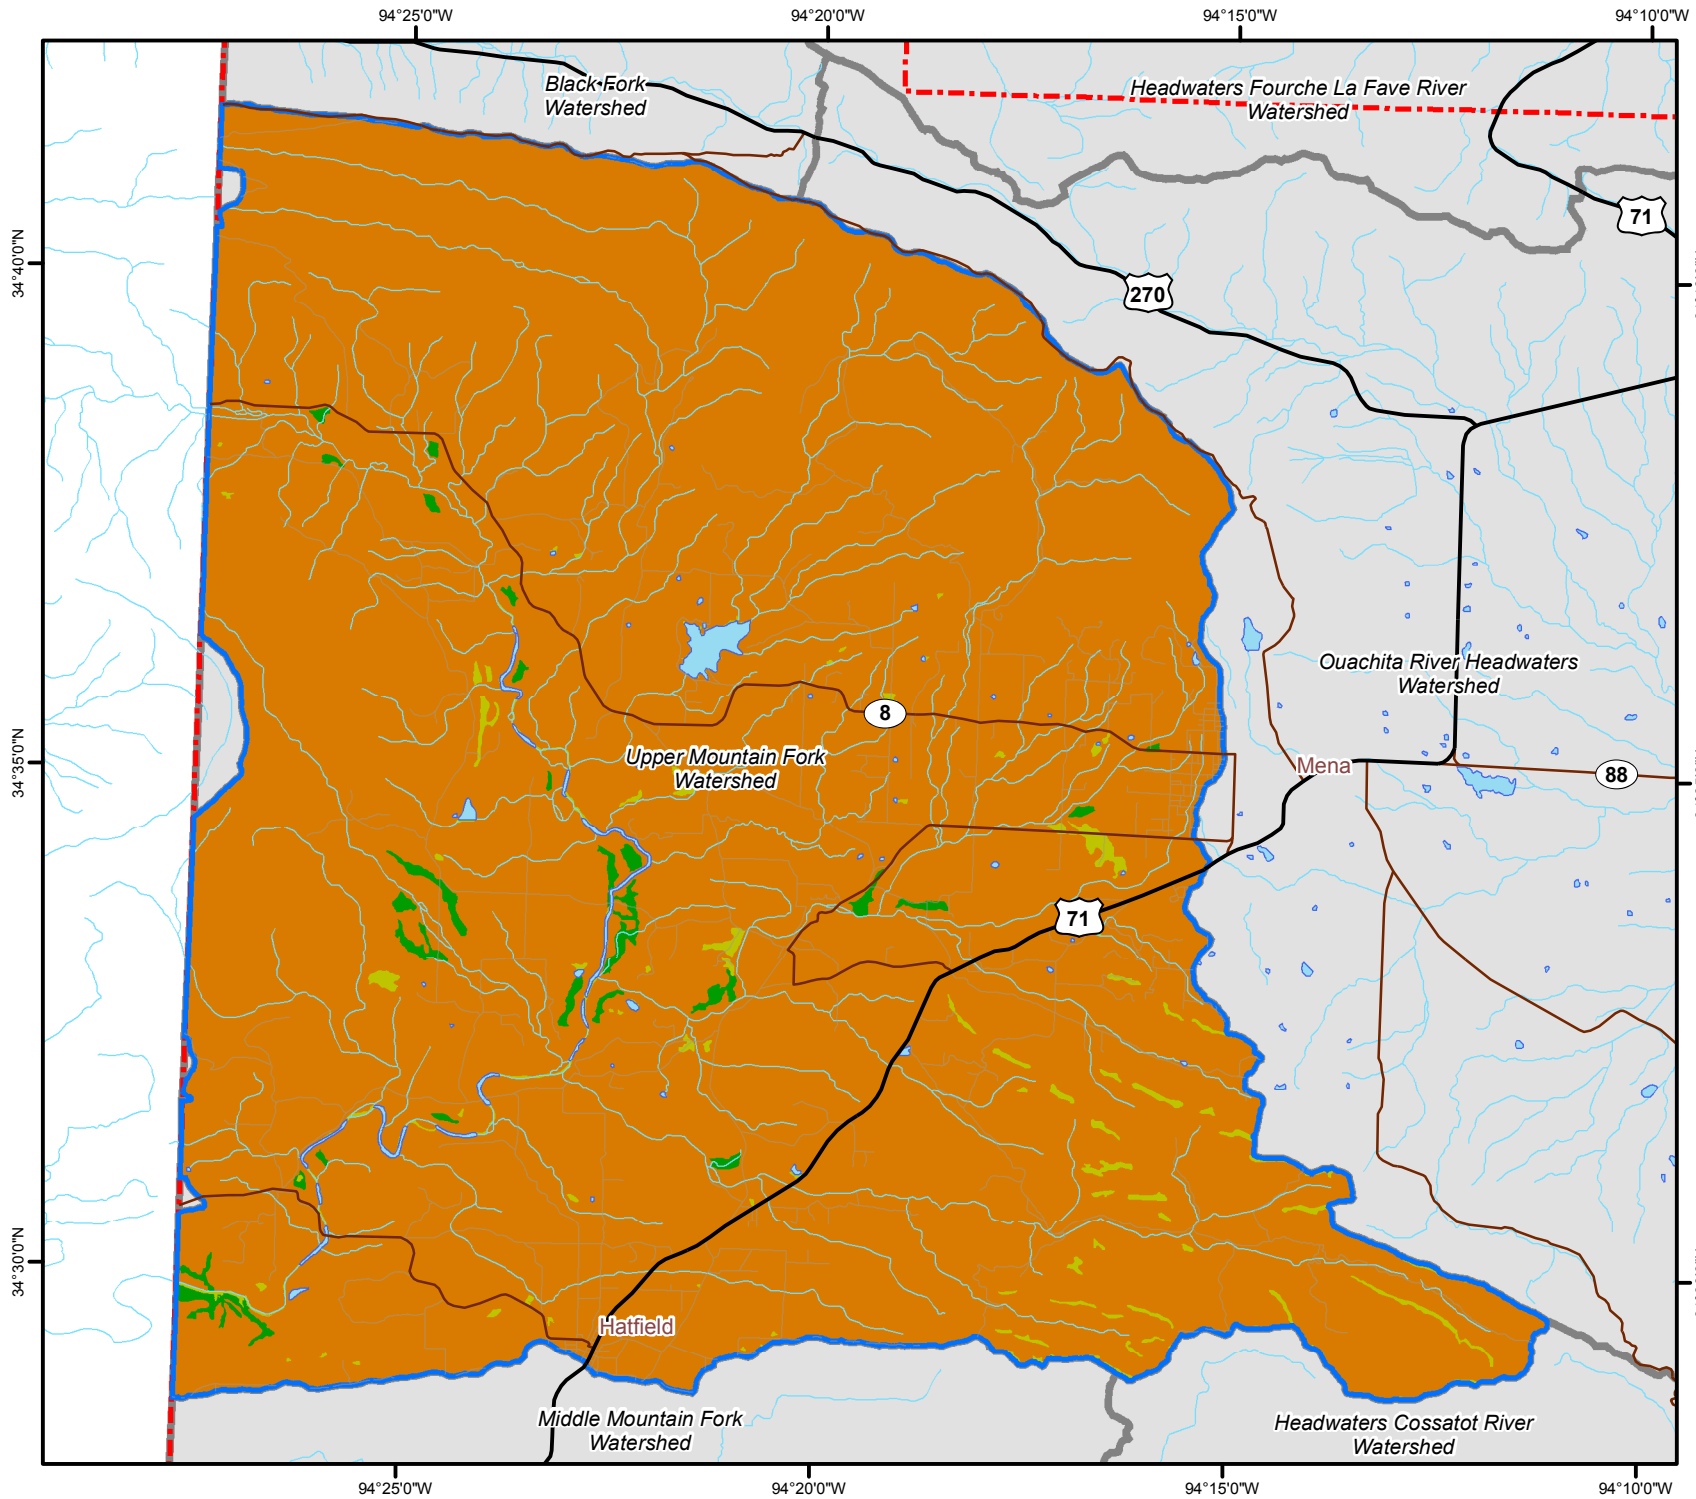 94°25'0"W
94°20'0"W
94°15'0"W
94°10'0"W
Black Fork
Watershed
Headwaters Fourche La Fave River
Watershed
71
34°40'0"N
270
Ouachita River Headwaters
Watershed
8
34°35'0"N
Upper Mountain Fork
Watershed
Mena
88
71
34°30'0"N
Hatfield
Middle Mountain Fork
Watershed
Headwaters Cossatot River
Watershed
94°25'0"W
94°20'0"W
94°15'0"W
94°10'0"W